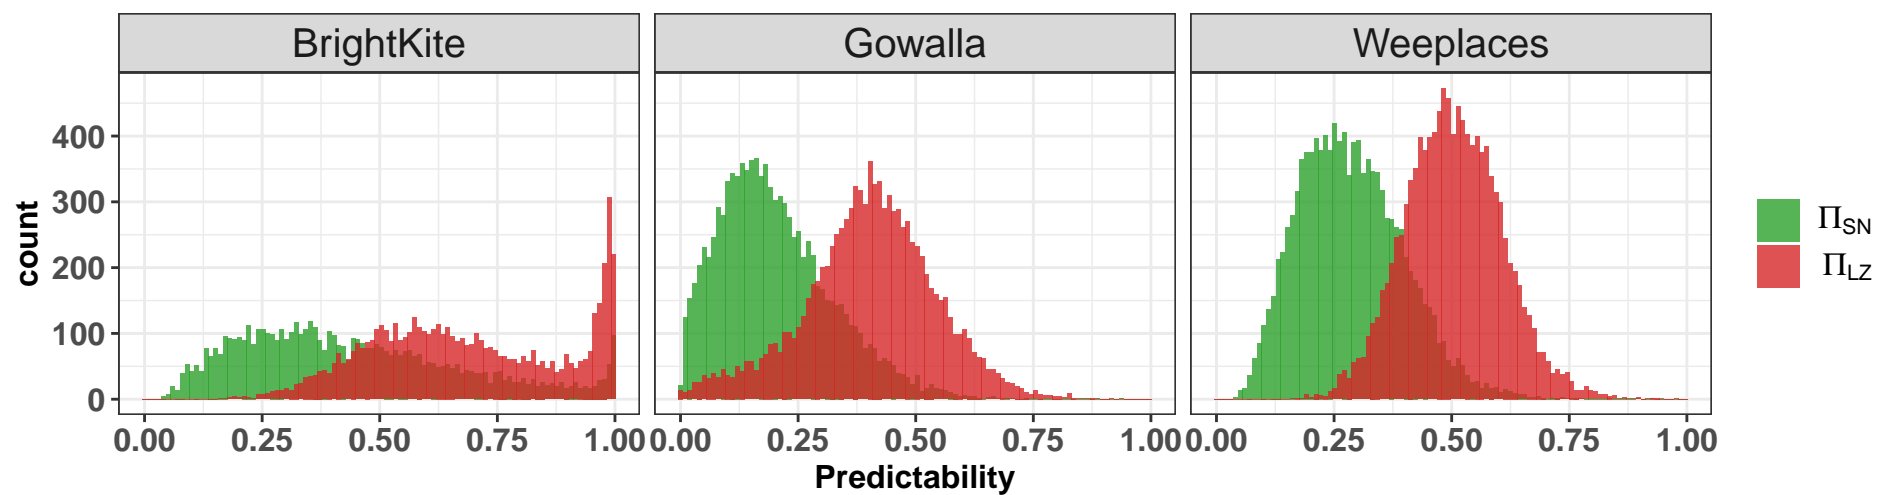 BrightKite Gowalla Weeplaces
400
300
200
100
0
count
0.00 0.25 0.50 0.75 1.00 0.00 0.25 0.50 0.75 1.00 0.00 0.25 0.50 0.75 1.00
Predictability
Π_SN
Π_LZ